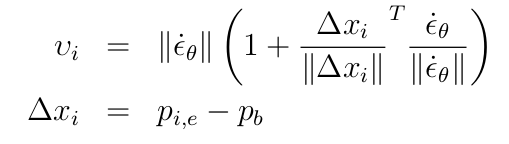 υ_i = ‖ϵ̇_θ‖ (1 + Δx_i/‖Δx_i‖^T ϵ̇_θ/‖ϵ̇_θ‖)
Δx_i = p_{i,e} − p_b